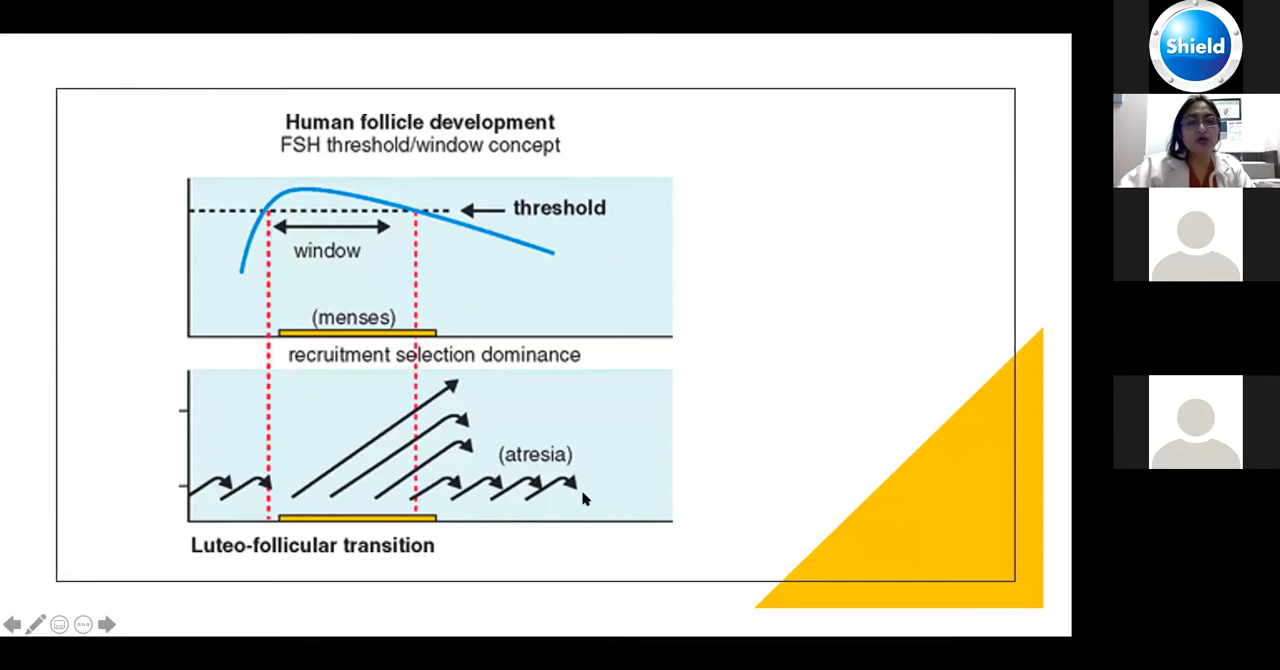 Human follicle development
FSH threshold/window concept
threshold
window
(menses)
recruitment selection dominance
(atresia)
Luteo-follicular transition
Shield